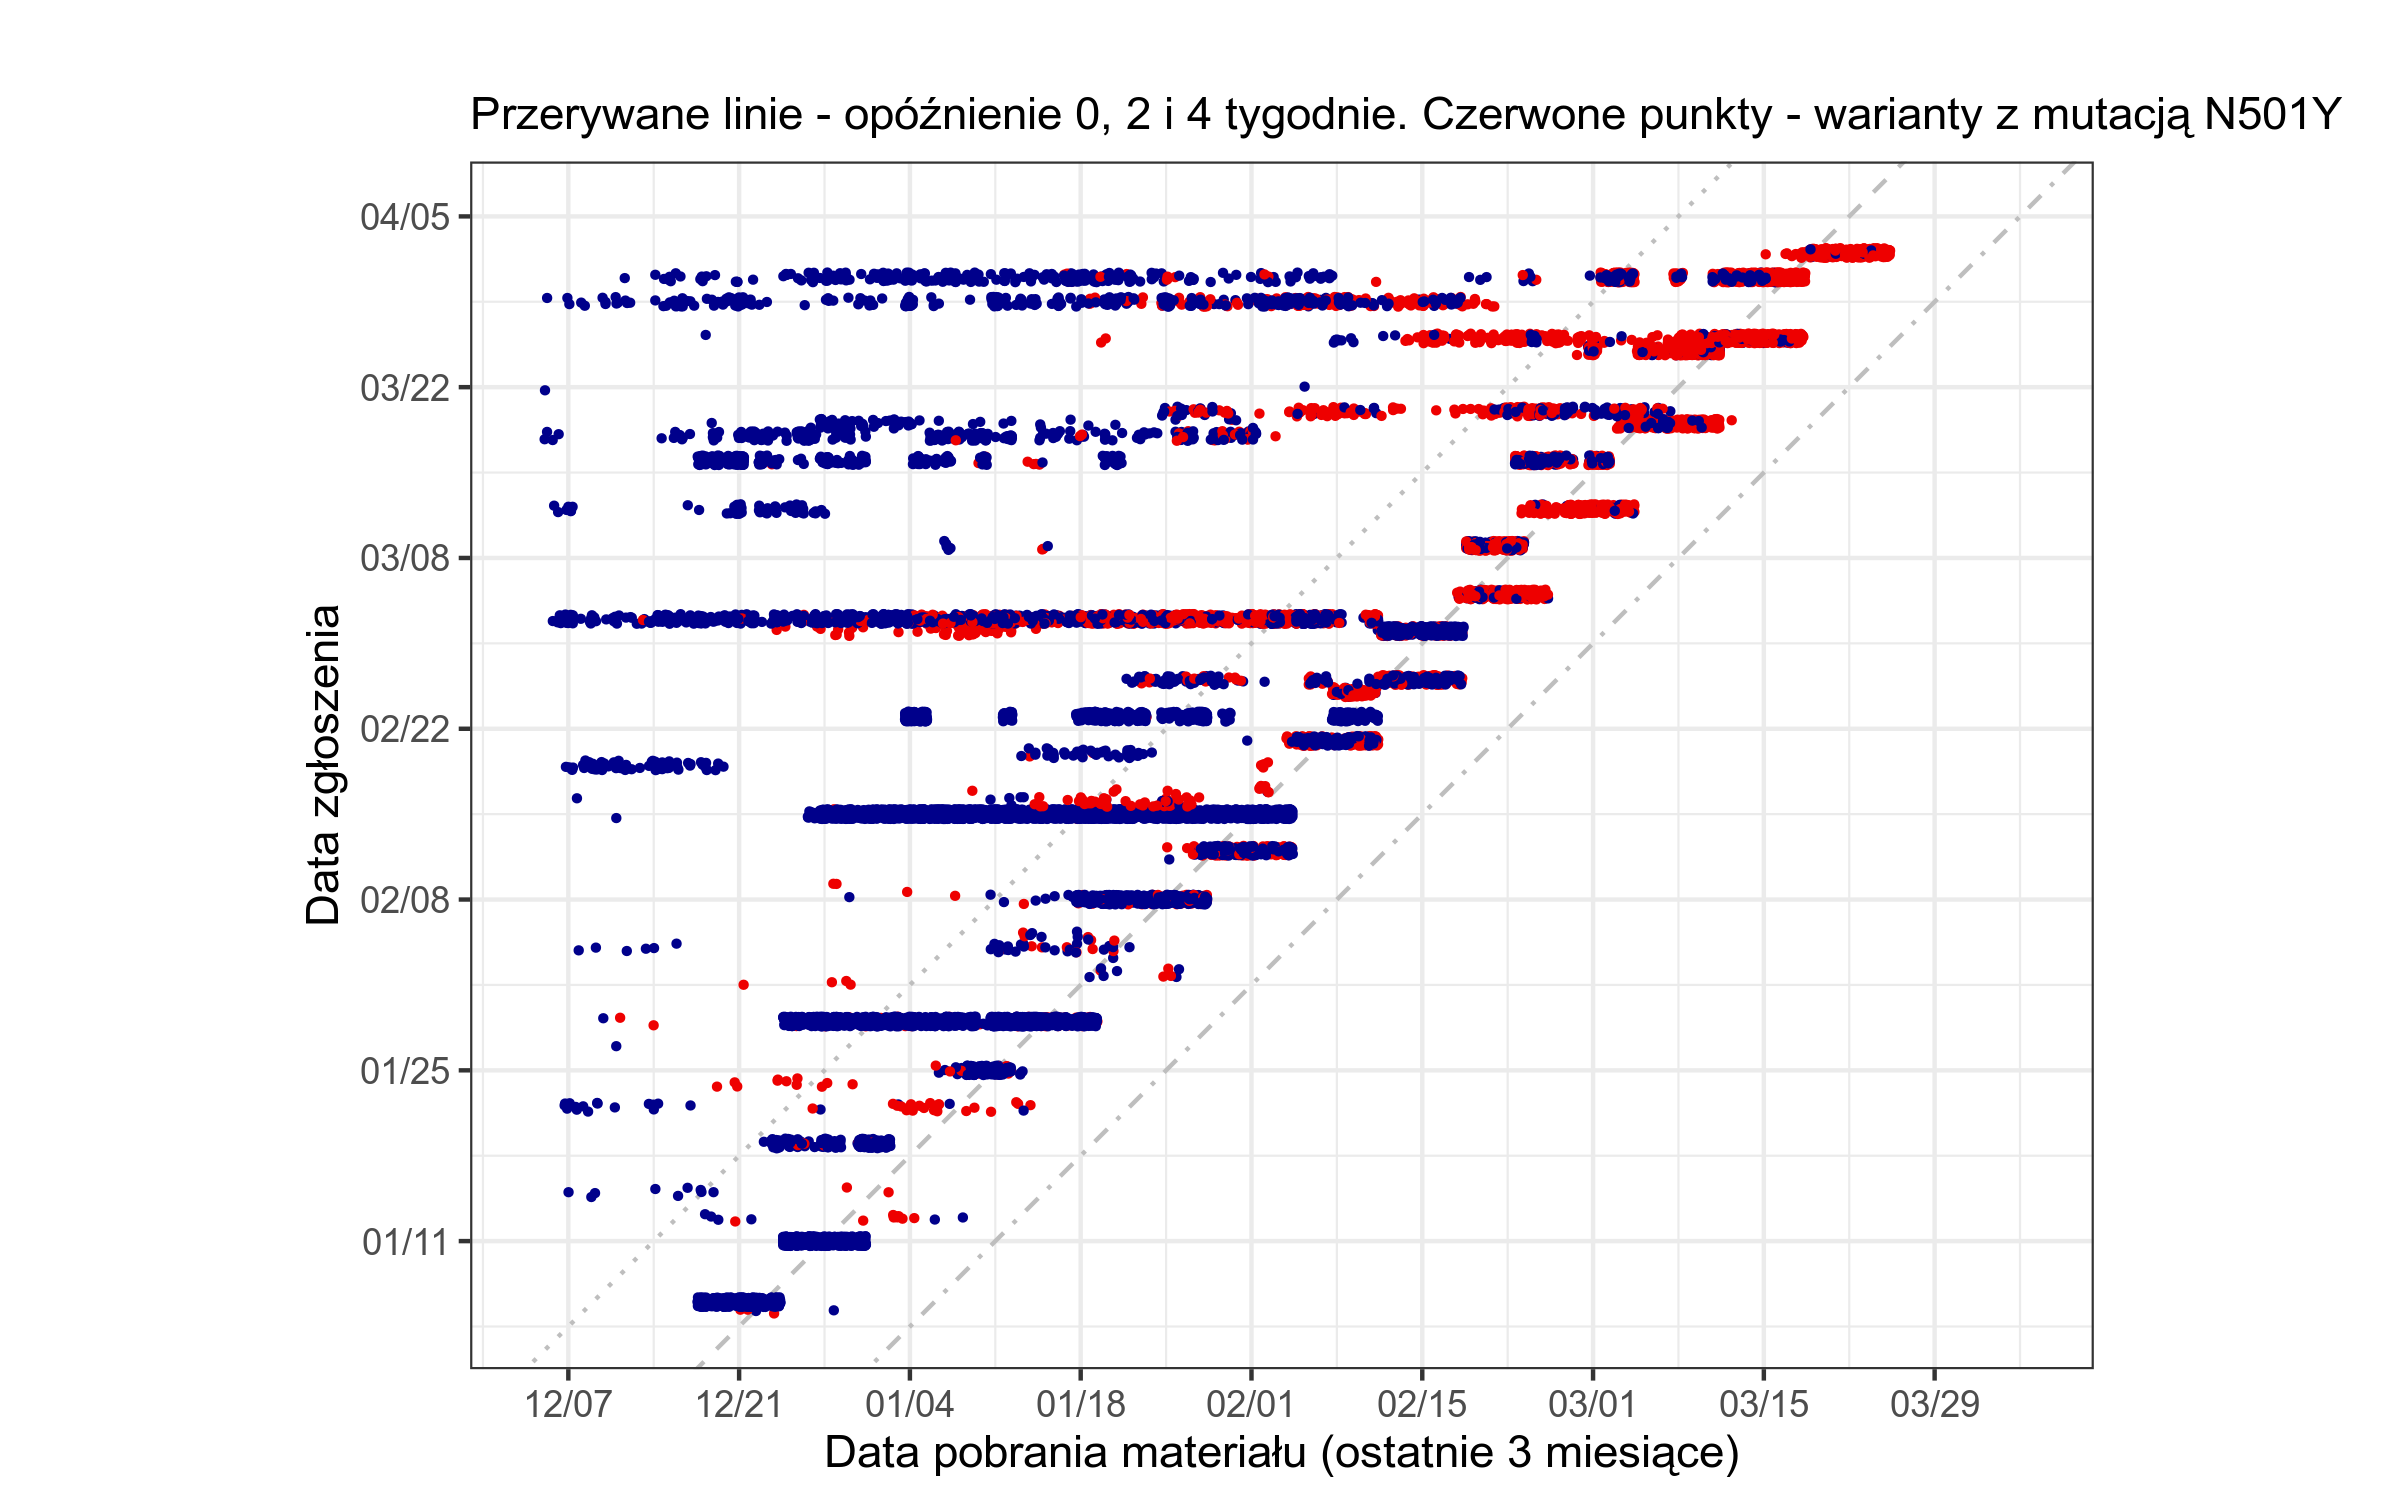 Przerywane linie - opóźnienie 0, 2 i 4 tygodnie. Czerwone punkty - warianty z mutacją N501Y
Data zgłoszenia
04/05
03/22
03/08
02/22
02/08
01/25
01/11
12/07 12/21 01/04 01/18 02/01 02/15 03/01 03/15 03/29
Data pobrania materiału (ostatnie 3 miesiące)